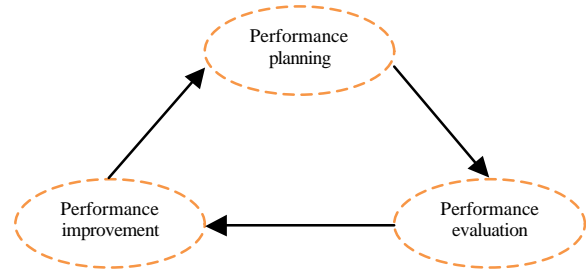 Performance
planning
Performance
improvement
Performance
evaluation